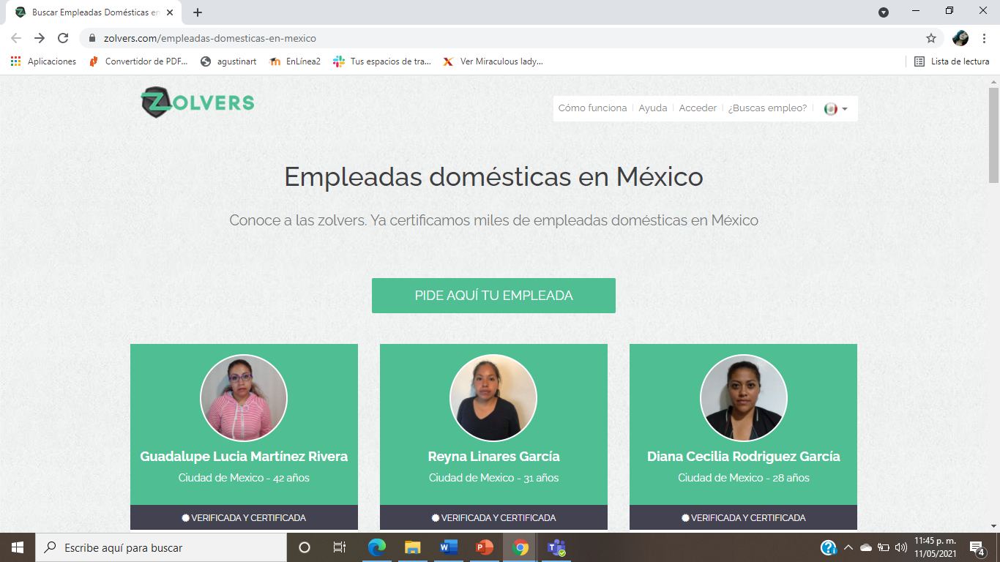 Buscar Empleadas Domésticas en
zolvers.com/empleadas-domesticas-en-mexico
Aplicaciones
Convertidor de PDF...
agustinart
EnLínea2
Tus espacios de tra...
Ver Miraculous lady...
Lista de lectura
ZOLVERS
Cómo funciona
Ayuda
Acceder
¿Buscas empleo?
Empleadas domésticas en México
Conoce a las zolvers. Ya certificamos miles de empleadas domésticas en México
PIDE AQUÍ TU EMPLEADA
Guadalupe Lucia Martínez Rivera
Ciudad de Mexico - 42 años
VERIFICADA Y CERTIFICADA
Reyna Linares García
Ciudad de Mexico - 31 años
VERIFICADA Y CERTIFICADA
Diana Cecilia Rodriguez García
Ciudad de Mexico - 28 años
VERIFICADA Y CERTIFICADA
Escribe aquí para buscar
11:45 p. m.
11/05/2021
4